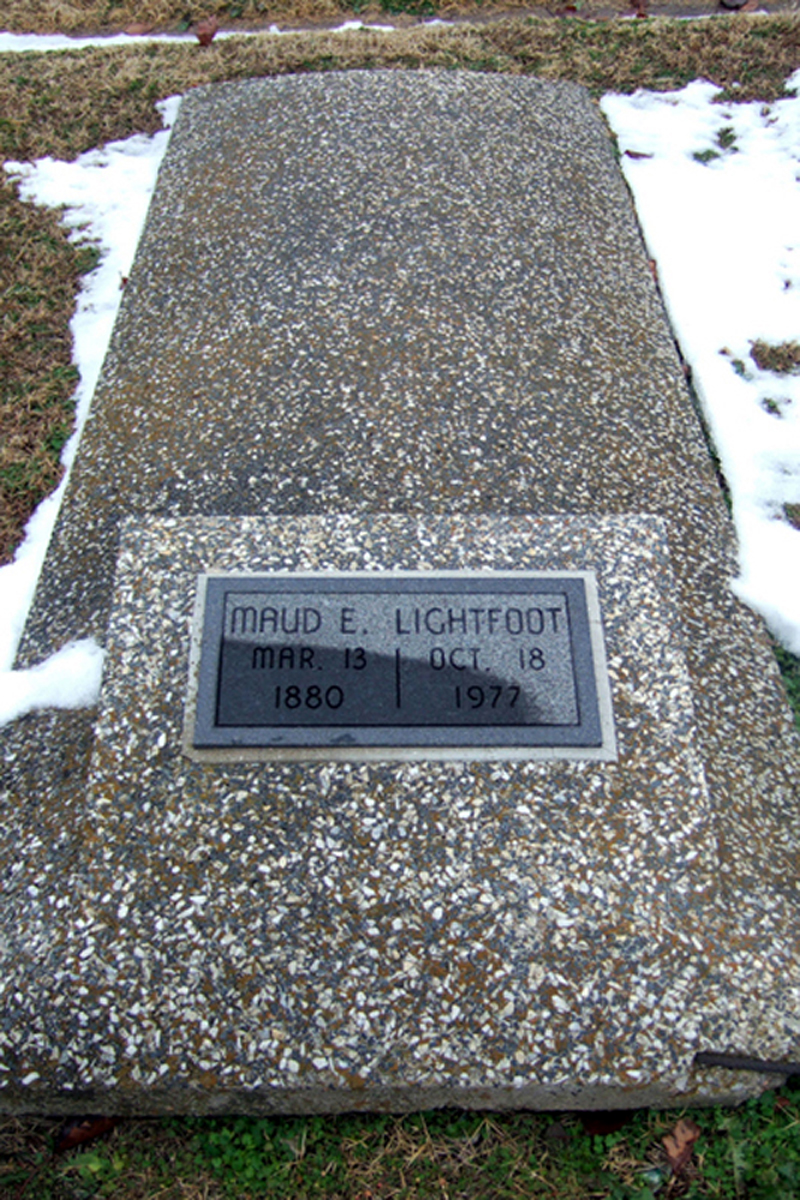 MAUD E. LIGHTFOOT
MAR. 13 OCT. 18
1880 1977